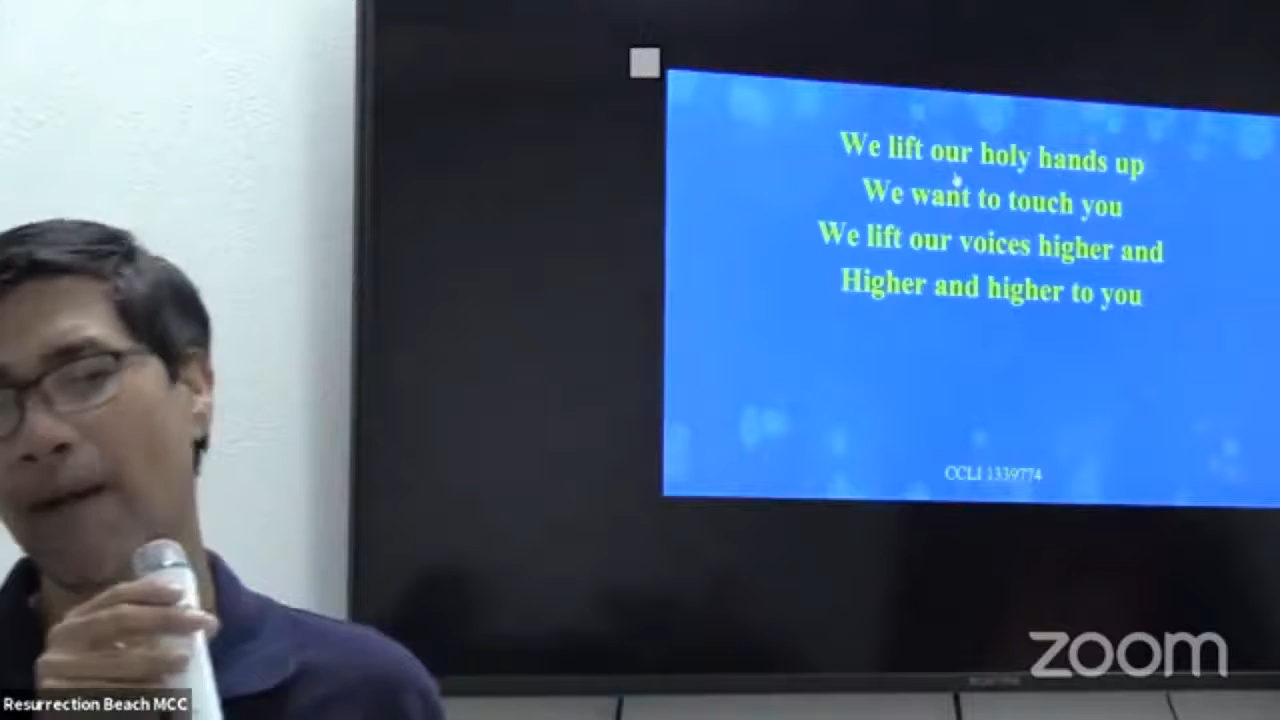 We lift our holy hands up
We want to touch you
We lift our voices higher and
Higher and higher to you
CCLI 1339774
zoom
Resurrection Beach MCC